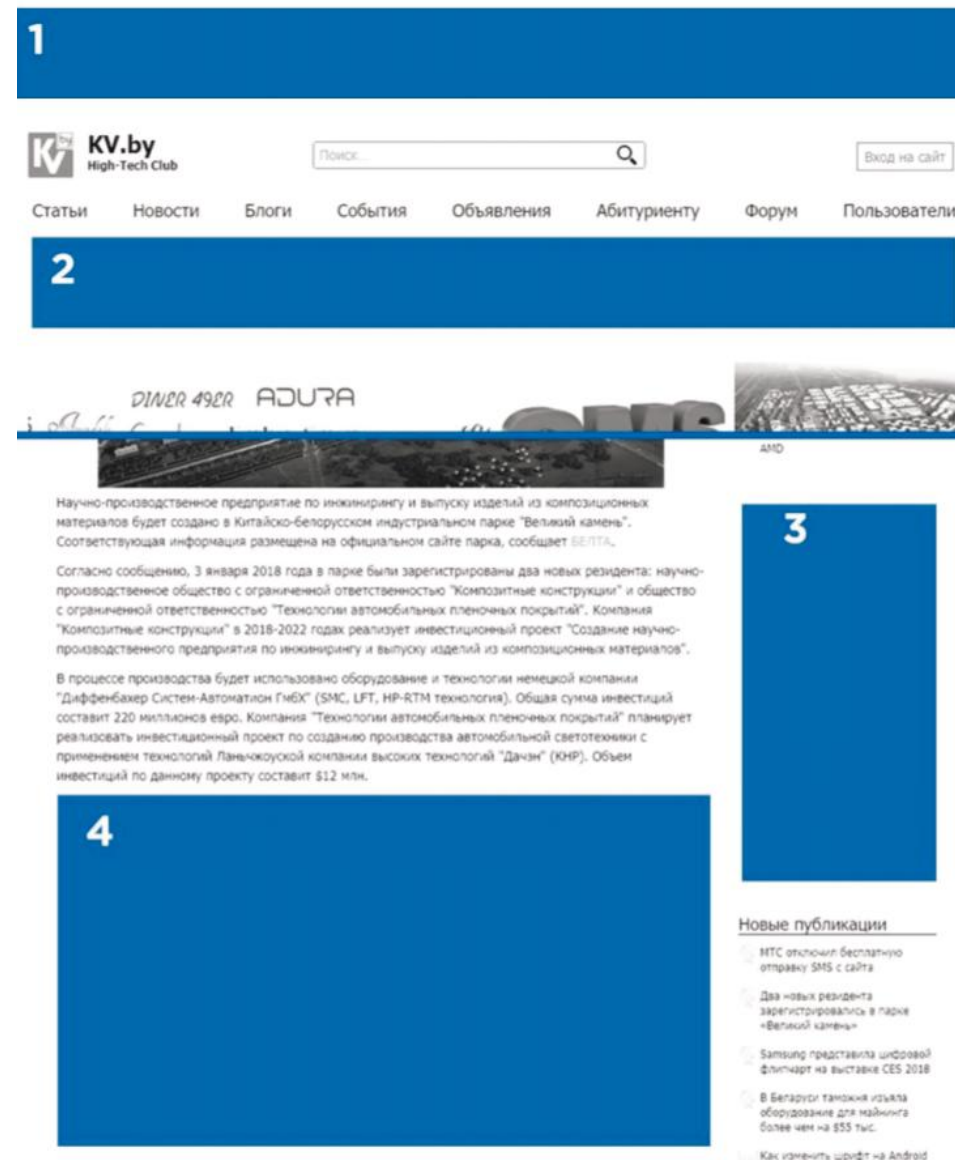 1
KV by
KV.by
High-Tech Club
Поиск...
Вход на сайт
Статьи Новости Блоги События Объявления Абитуриенту Форум Пользователи
2
DINER 49ER ADURA
SMS
AMD
Научно-производственное предприятие по инжинирингу и выпуску изделий из композиционных
материалов будет создано в Китайско-белорусском индустриальном парке "Великий камень".
Соответствующая информация размещена на официальном сайте парка, сообщает БЕЛТА.
Согласно сообщению, 3 января 2018 года в парке были зарегистрированы два новых резидента: научно-
производственное общество с ограниченной ответственностью "Композитные конструкции" и общество
с ограниченной ответственностью "Технологии автомобильных пленочных покрытий". Компания
"Композитные конструкции" в 2018-2022 годах реализует инвестиционный проект "Создание научно-
производственного предприятия по инжинирингу и выпуску изделий из композиционных материалов".
В процессе производства будет использовано оборудование и технологии немецкой компании
"Диффенбахер Систем-Автоматион ГмбХ" (SMC, LFT, HP-RTM технология). Общая сумма инвестиций
составит 220 миллионов евро. Компания "Технологии автомобильных пленочных покрытий" планирует
реализовать инвестиционный проект по созданию производства автомобильной светотехники с
применением технологий Ланьчжоуской компании высоких технологий "Дачэн" (КНР). Объем
инвестиций по данному проекту составит $12 млн.
3
4
Новые публикации
МТС отключил бесплатную
отправку SMS с сайта
Два новых резидента
зарегистрировались в парке
«Великий камень»
Samsung представила цифровой
флипчарт на выставке CES 2018
В Беларуси таможня изъяла
оборудование для майнинга
более чем на $55 тыс.
Как изменить шрифт на Android